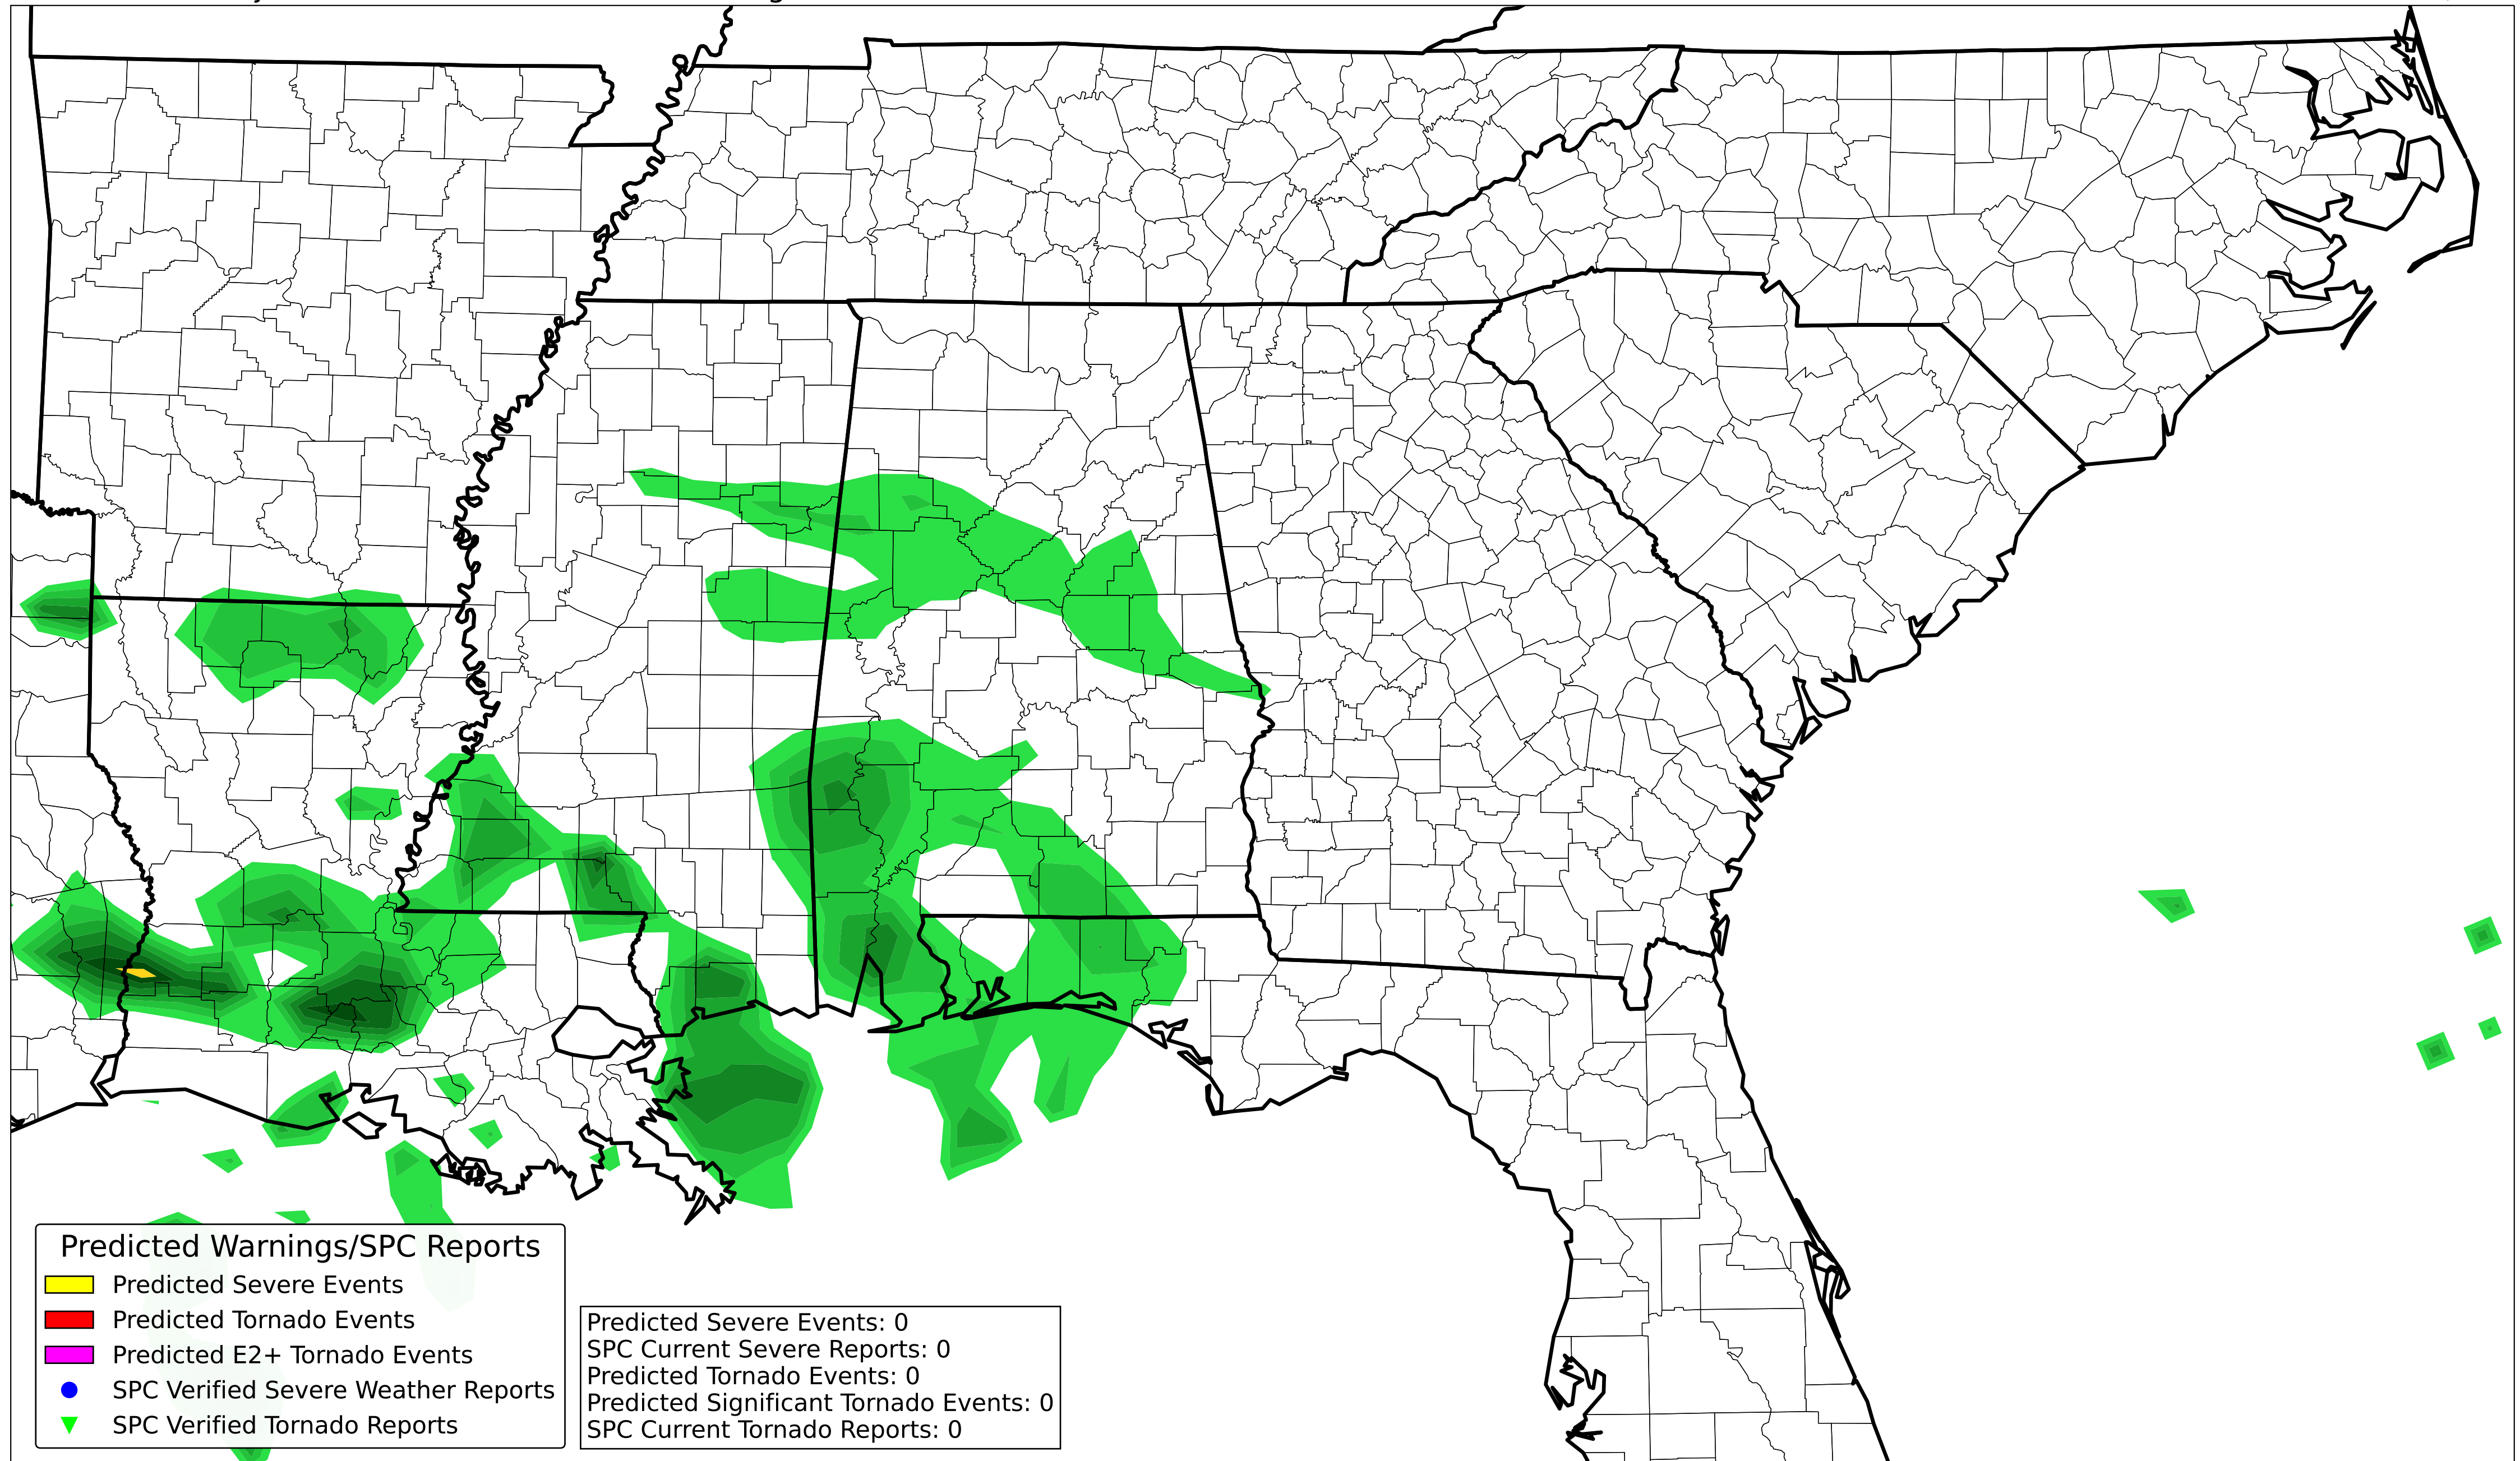 Predicted Warnings/SPC Reports
Predicted Severe Events
Predicted Tornado Events
Predicted E2+ Tornado Events
SPC Verified Severe Weather Reports
SPC Verified Tornado Reports
Predicted Severe Events: 0
SPC Current Severe Reports: 0
Predicted Tornado Events: 0
Predicted Significant Tornado Events: 0
SPC Current Tornado Reports: 0